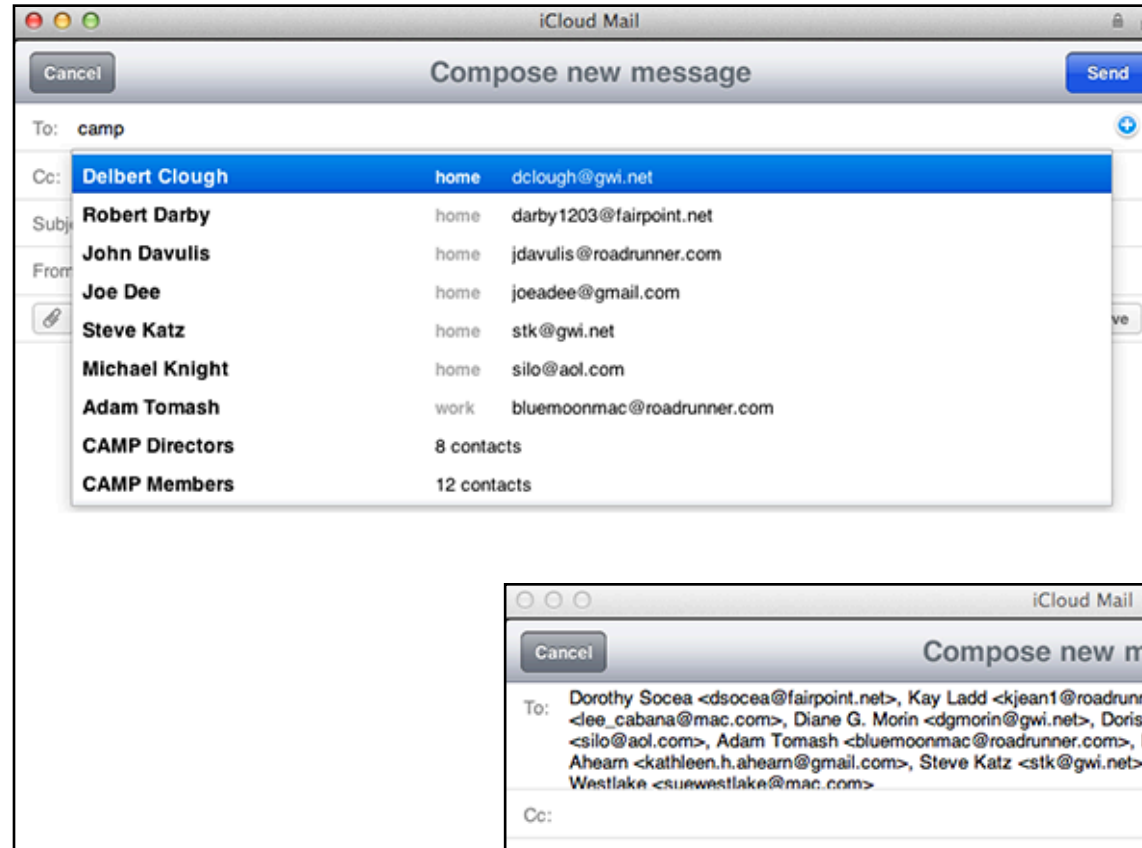 iCloud Mail
Cancel Compose new message Send
To: camp
Cc: Delbert Clough home dclough@gwi.net
Robert Darby home darby1203@fairpoint.net
Subj
John Davulis home jdavulis@roadrunner.com
From
Joe Dee home joeadee@gmail.com
Steve Katz home stk@gwi.net ve
Michael Knight home silo@aol.com
Adam Tomash work bluemoonmac@roadrunner.com
CAMP Directors 8 contacts
CAMP Members 12 contacts
iCloud Mail
Cancel Compose new m
To: Dorothy Socea <dsocea@fairpoint.net>, Kay Ladd <kjean1@roadrunn
<lee_cabana@mac.com>, Diane G. Morin <dgmorin@gwi.net>, Doris
<silo@aol.com>, Adam Tomash <bluemoonmac@roadrunner.com>,
Ahearn <kathleen.h.ahearn@gmail.com>, Steve Katz <stk@gwi.net>
Westlake <suewestlake@mac.com>
Cc: